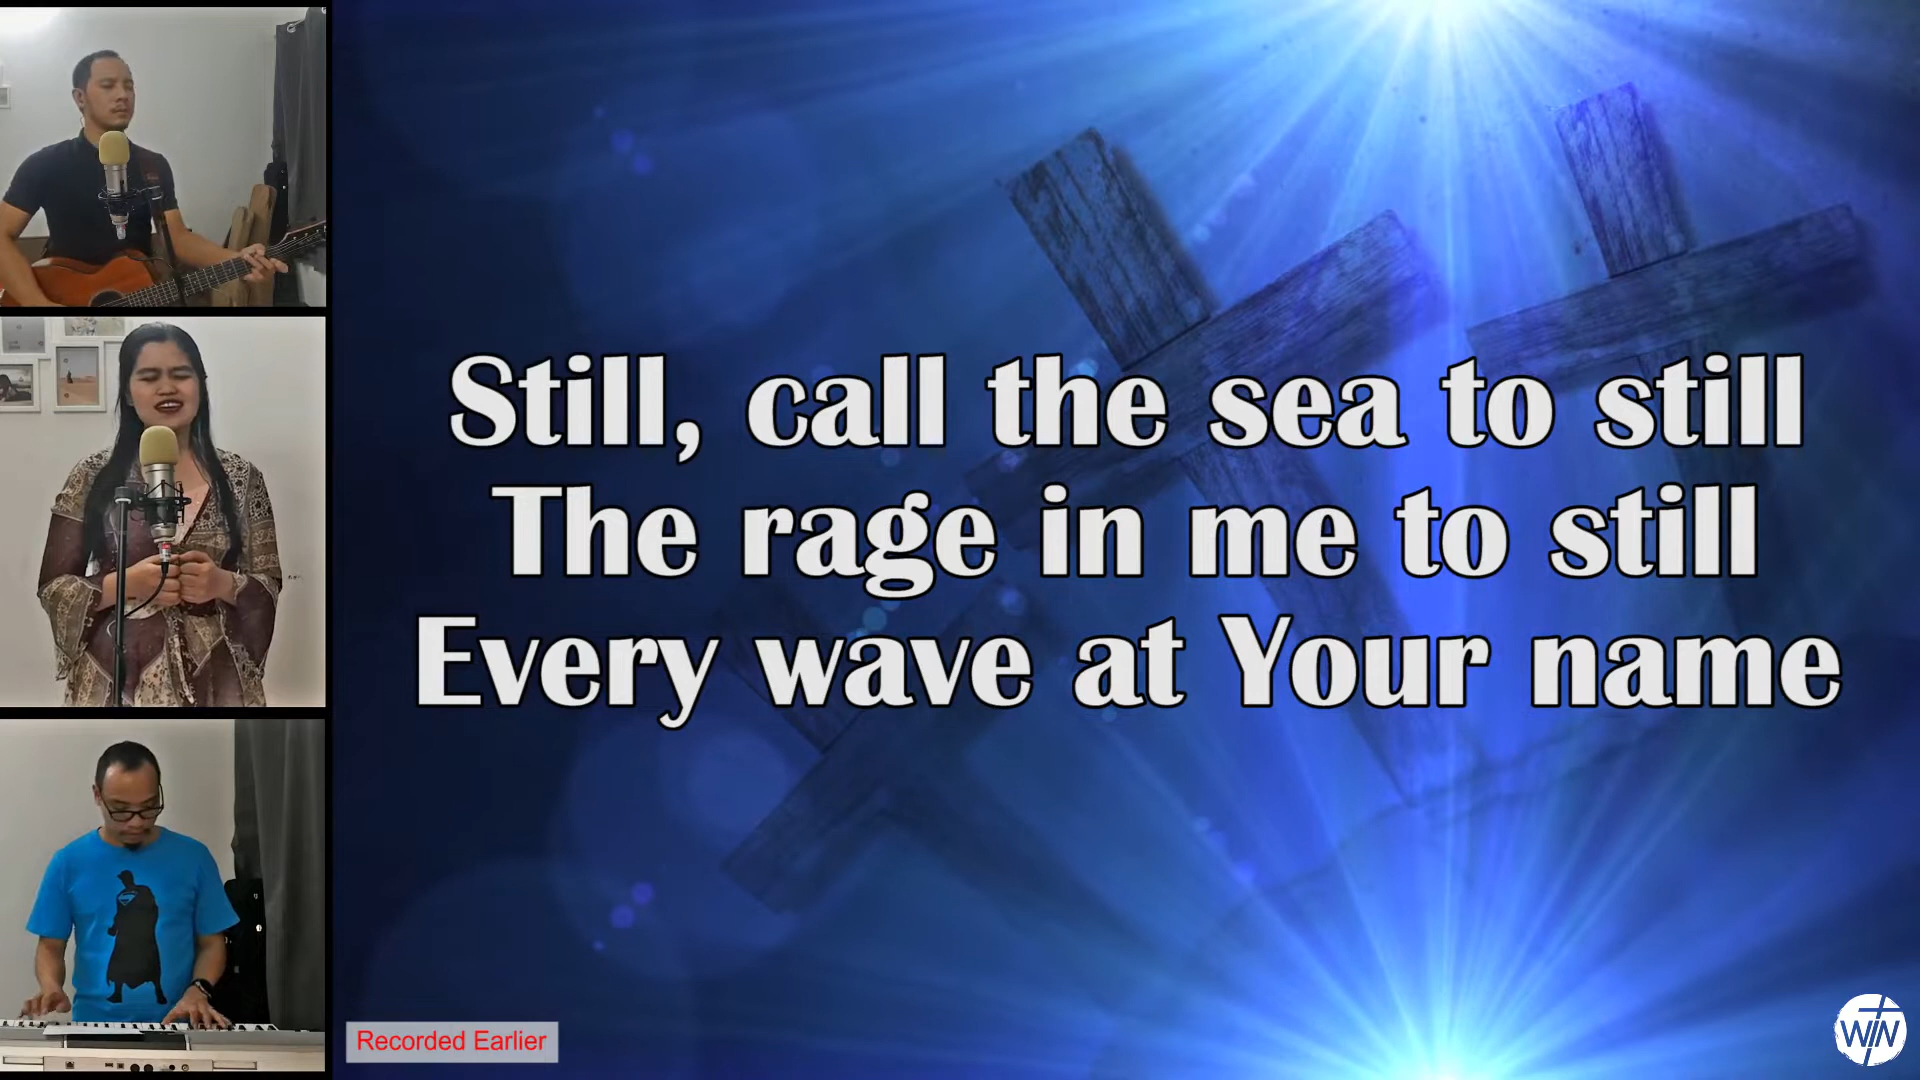 Still, call the sea to still
The rage in me to still
Every wave at Your name
Recorded Earlier
WIN